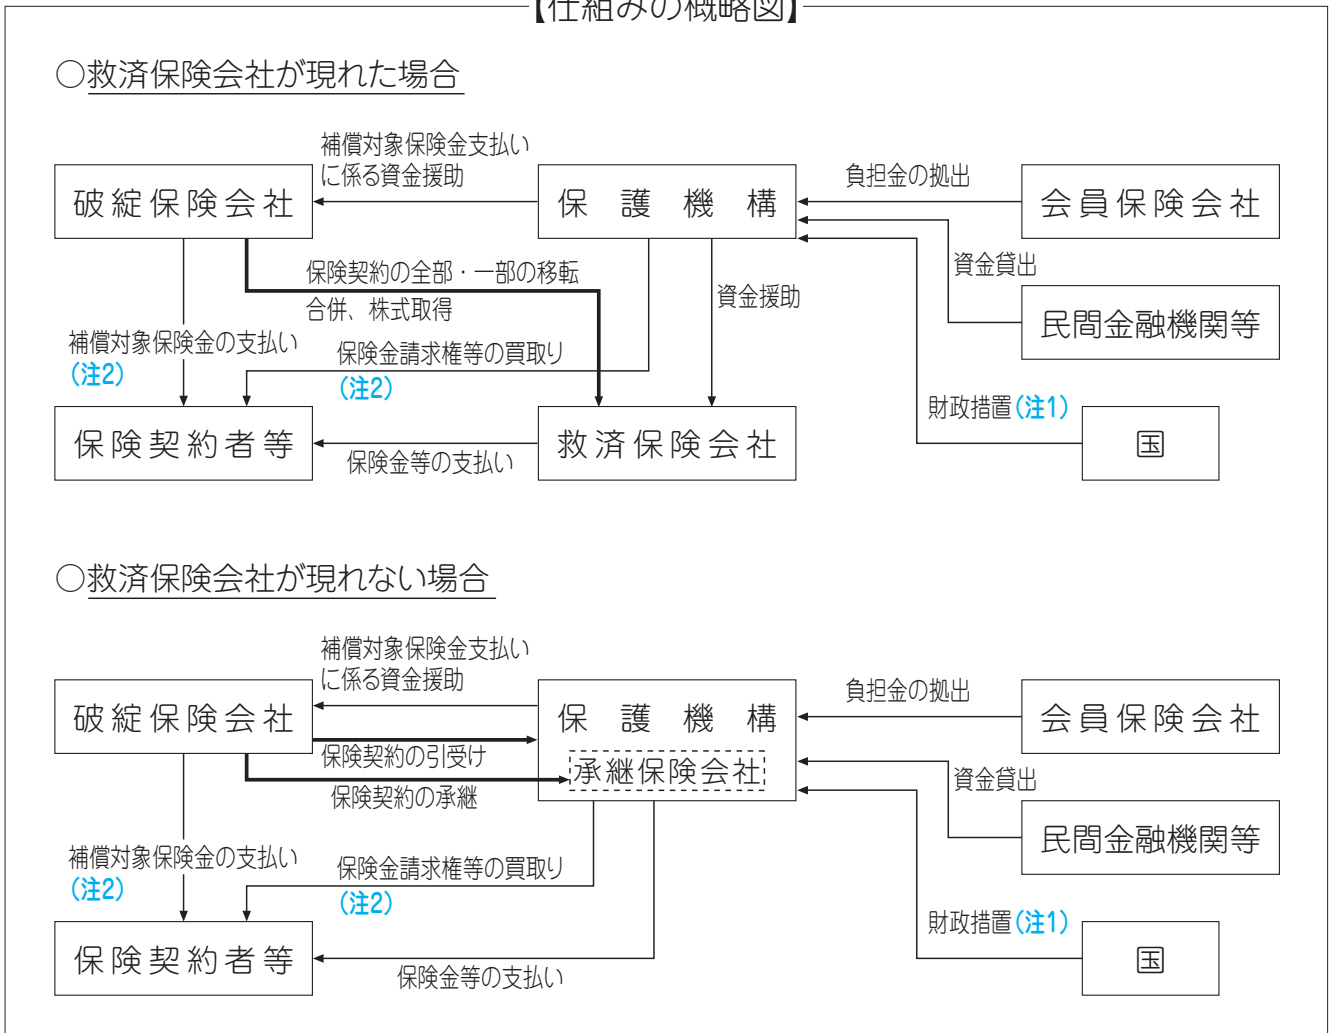 【仕組みの概略図】
○救済保険会社が現れた場合
補償対象保険金支払い
に係る資金援助
負担金の拠出
破綻保険会社
保護機構
会員保険会社
保険契約の全部・一部の移転
合併、株式取得
資金援助
資金貸出
民間金融機関等
補償対象保険金の支払い
(注2)
保険金請求権等の買取り
(注2)
財政措置(注1)
保険契約者等
救済保険会社
国
保険金等の支払い
○救済保険会社が現れない場合
補償対象保険金支払い
に係る資金援助
負担金の拠出
破綻保険会社
保護機構
会員保険会社
保険契約の引受け
承継保険会社
保険契約の承継
資金貸出
民間金融機関等
補償対象保険金の支払い
(注2)
保険金請求権等の買取り
(注2)
財政措置(注1)
保険契約者等
国
保険金等の支払い